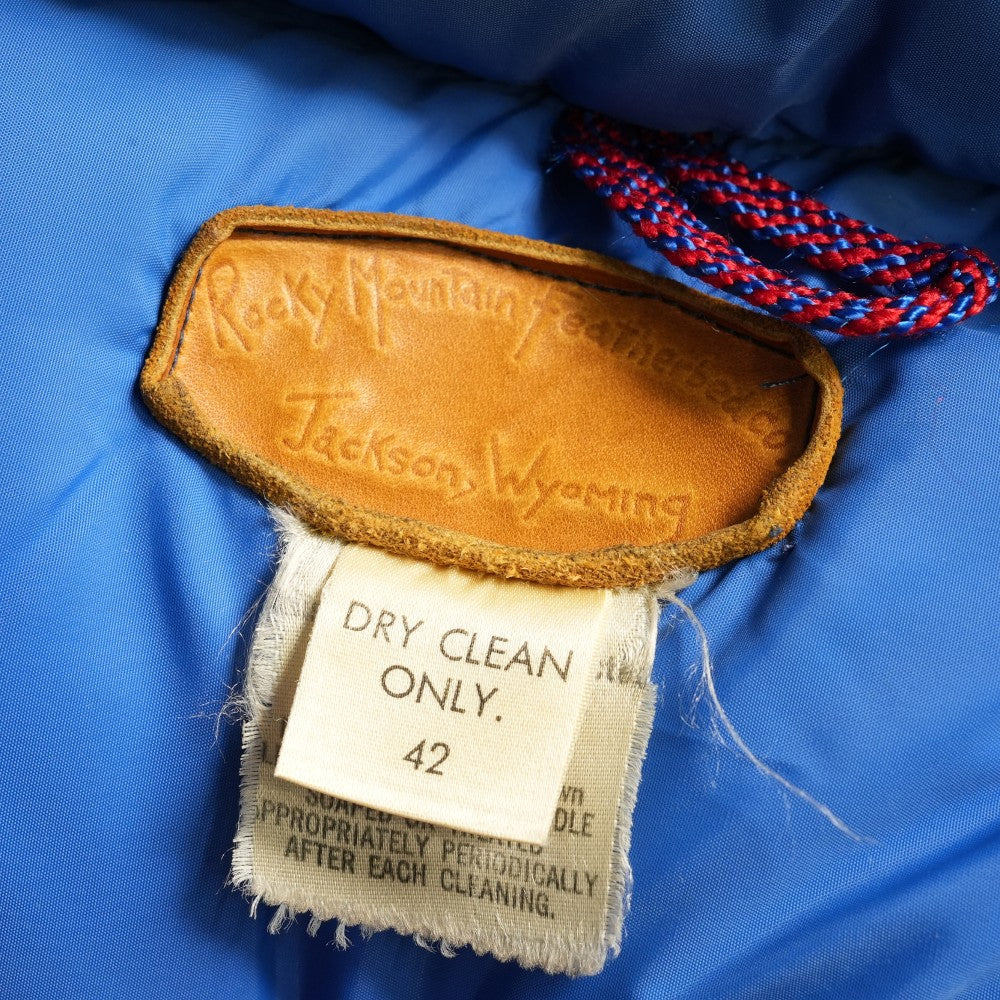 Rocky Mountain Featherbed Co
Jackson, Wyoming
DRY CLEAN
ONLY.
42
APPROPRIATELY PERIODICALLY
AFTER EACH CLEANING.